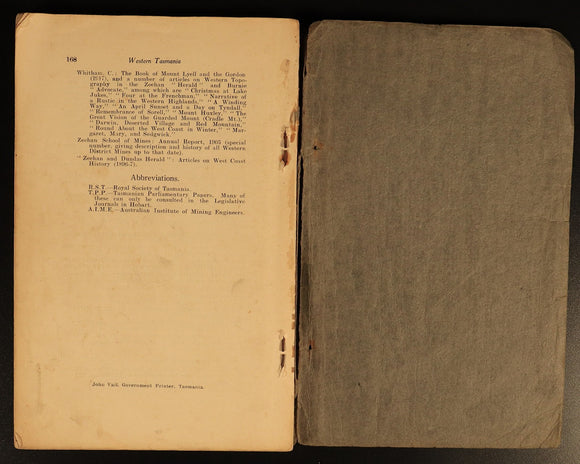 168
Western Tasmania
Whitham, C.: The Book of Mount Lyell and the Gordon
(1917), and a number of articles on Western Topo-
graphy in the Zeehan "Herald" and Burnie
"Advocate," among which are "Christmas at Lake
Jukes," "Four at the Frenchman," "Narrative of
a Rustic in the Western Highlands," "A Winding
Way," "An April Sunset and a Day on Tyndall,"
"Remembrance of Sorell," "Mount Huxley," "The
Great Vision of the Guarded Mount (Cradle Mt.),"
"Darwin, Deserted Village and Red Mountain,"
"Round About the West Coast in Winter," "Mar-
garet, Mary, and Sedgwick."
Zeehan School of Mines: Annual Report, 1903 (special
number, giving description and history of all Western
District Mines up to that date).
"Zeehan and Dundas Herald": Articles on West Coast
History (1896-7).
Abbreviations.
R.S.T.—Royal Society of Tasmania.
T.P.P.—Tasmanian Parliamentary Papers. Many of
these can only be consulted in the Legislative
Journals in Hobart.
A.I.M.E.—Australian Institute of Mining Engineers.
John Vail, Government Printer, Tasmania.